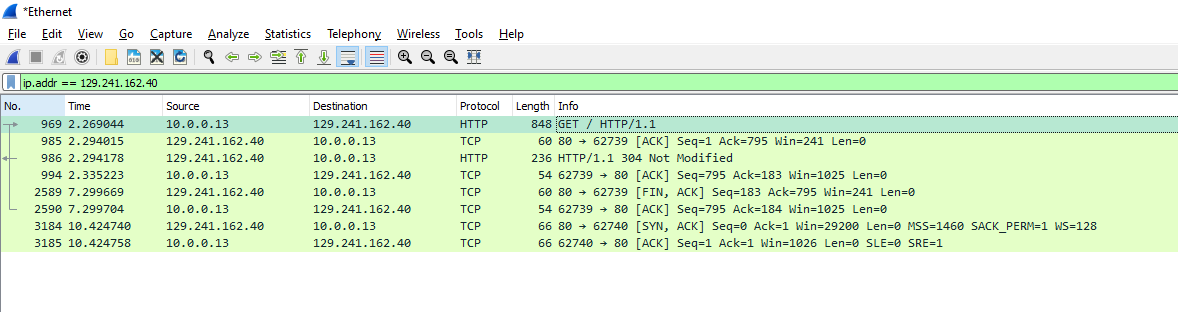 *Ethernet
File Edit View Go Capture Analyze Statistics Telephony Wireless Tools Help
ip.addr == 129.241.162.40
No. Time Source Destination Protocol Length Info
969 2.269044 10.0.0.13 129.241.162.40 HTTP 848 GET / HTTP/1.1
985 2.294015 129.241.162.40 10.0.0.13 TCP 60 80 → 62739 [ACK] Seq=1 Ack=795 Win=241 Len=0
986 2.294178 129.241.162.40 10.0.0.13 HTTP 236 HTTP/1.1 304 Not Modified
994 2.335223 10.0.0.13 129.241.162.40 TCP 54 62739 → 80 [ACK] Seq=795 Ack=183 Win=1025 Len=0
2589 7.299669 129.241.162.40 10.0.0.13 TCP 60 80 → 62739 [FIN, ACK] Seq=183 Ack=795 Win=241 Len=0
2590 7.299704 10.0.0.13 129.241.162.40 TCP 54 62739 → 80 [ACK] Seq=795 Ack=184 Win=1025 Len=0
3184 10.424740 129.241.162.40 10.0.0.13 TCP 66 80 → 62740 [SYN, ACK] Seq=0 Ack=1 Win=29200 Len=0 MSS=1460 SACK_PERM=1 WS=128
3185 10.424758 10.0.0.13 129.241.162.40 TCP 66 62740 → 80 [ACK] Seq=1 Ack=1 Win=1026 Len=0 SLE=0 SRE=1